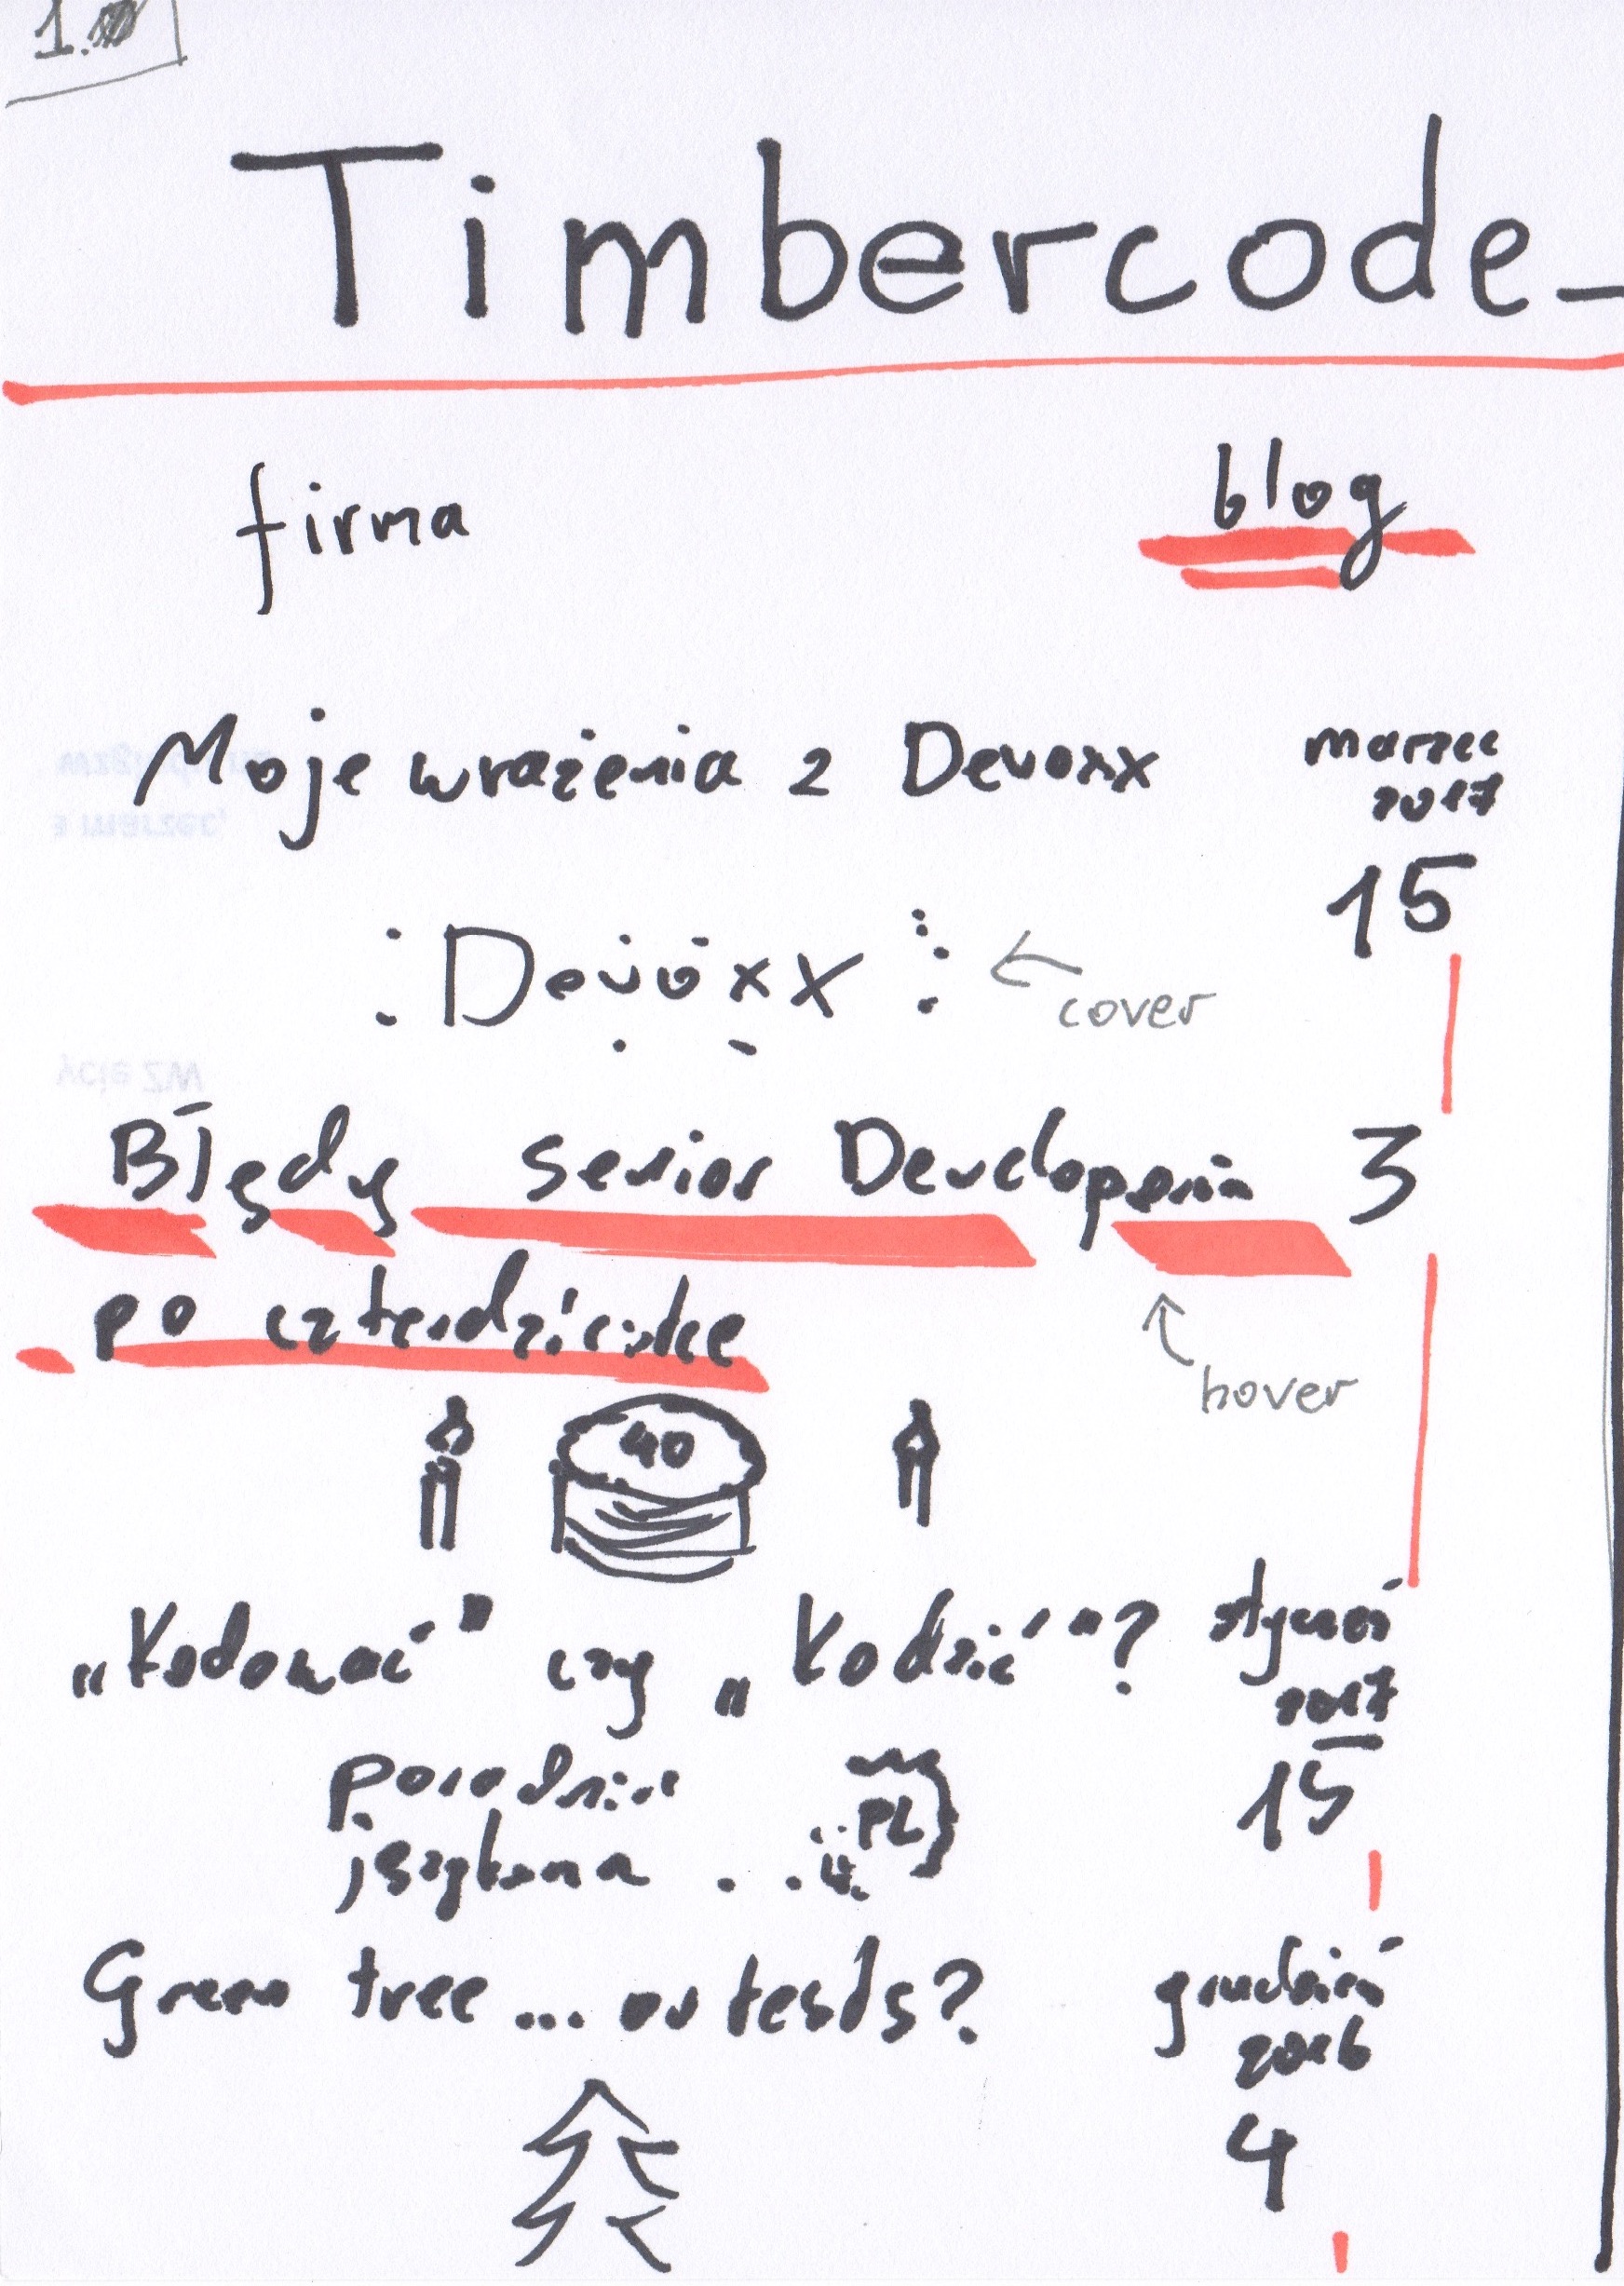 1.
Timbercode_
firma
blog
Moje wrażenia z Devoxx
marzec
2017
15
Devoxx
cover
Błędy senior Developera
3
po czterdziestce
hover
40
„Kodować” czy „Kodzić”?
styczeń
2017
15
poradnik
językowa
PL
Green tree... or tests?
grudzień
2016
4